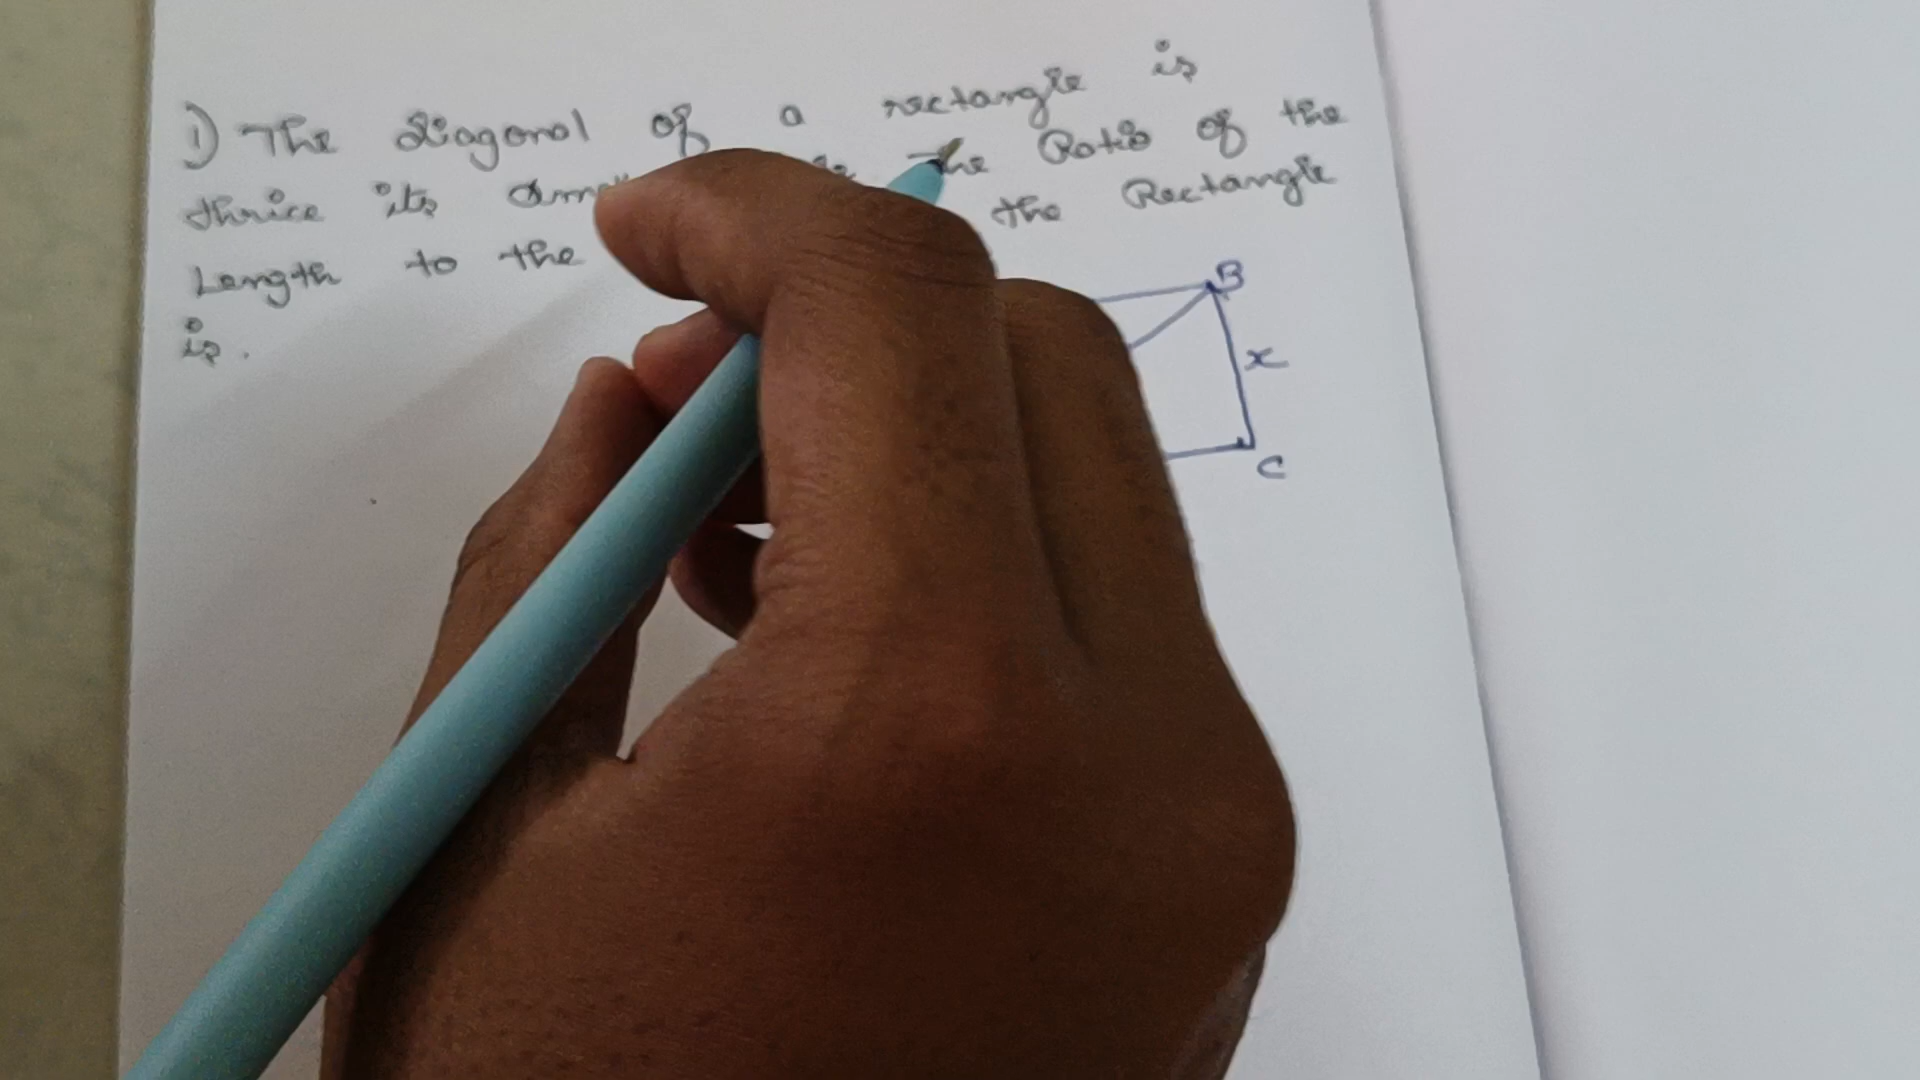 1) The diagonal of a rectangle is
thrice its The Ratio of the
Length to the the Rectangle
is.
B
x
C